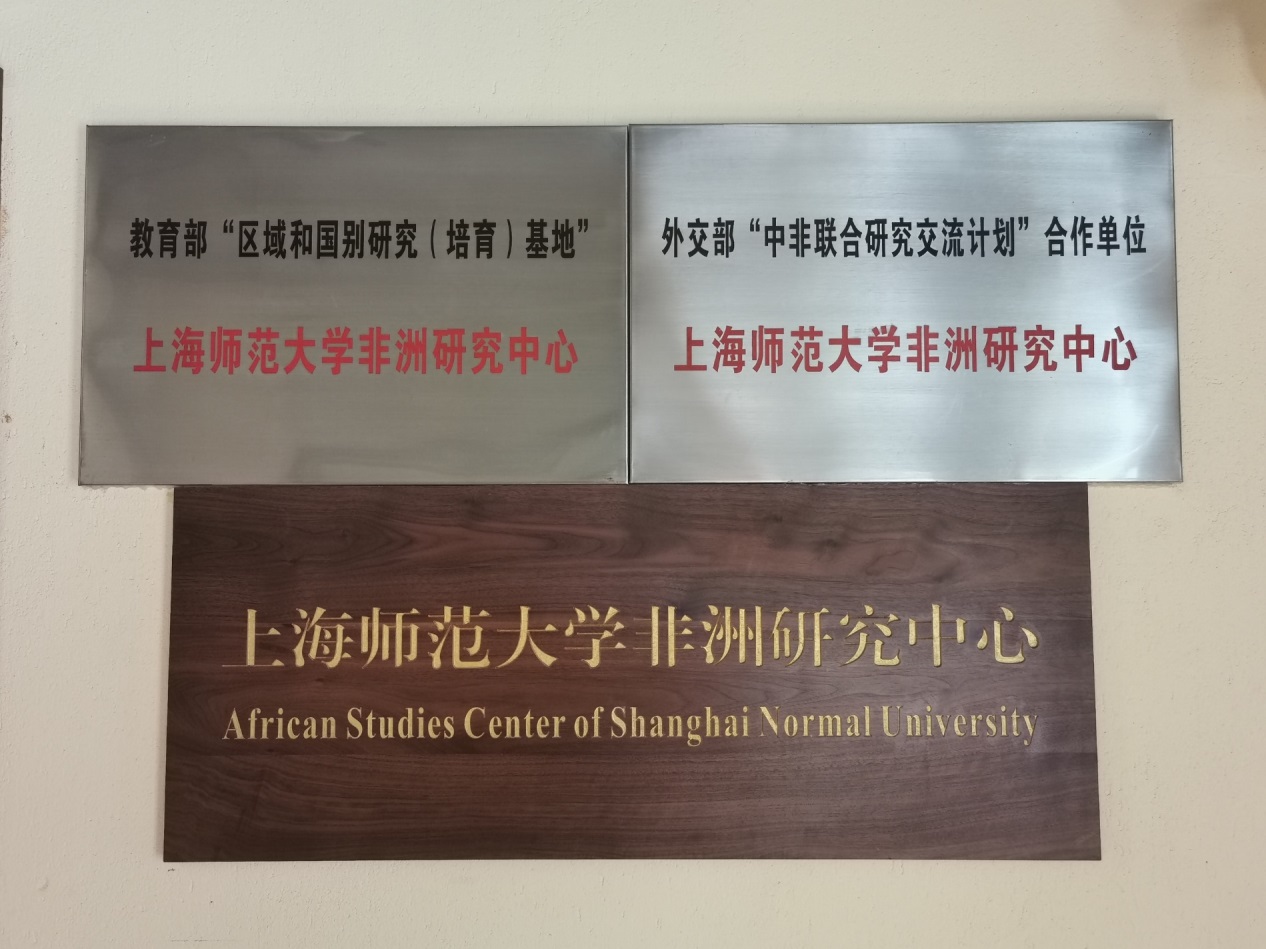 教育部“区域和国别研究（培育）基地”
上海师范大学非洲研究中心
外交部“中非联合研究交流计划”合作单位
上海师范大学非洲研究中心
上海师范大学非洲研究中心
African Studies Center of Shanghai Normal University